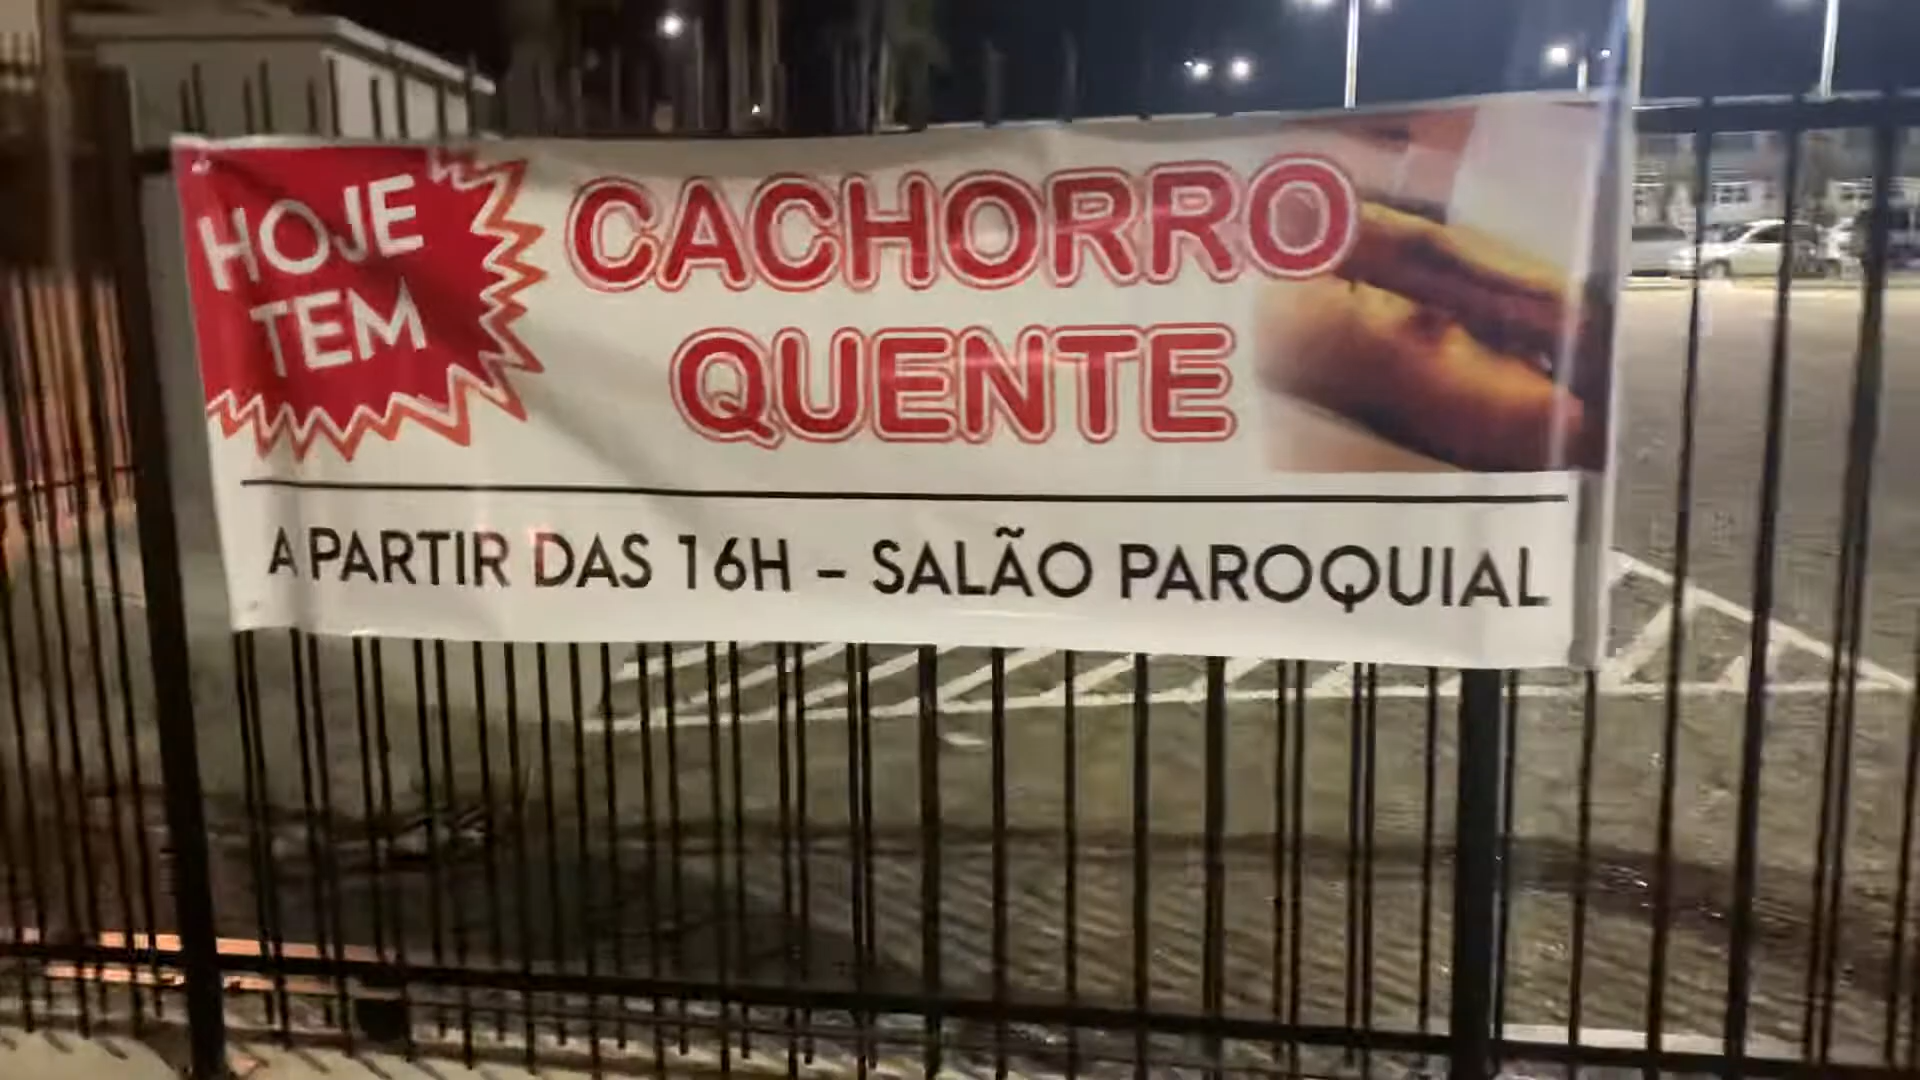 HOJE
TEM
CACHORRO
QUENTE
A PARTIR DAS 16H - SALÃO PAROQUIAL